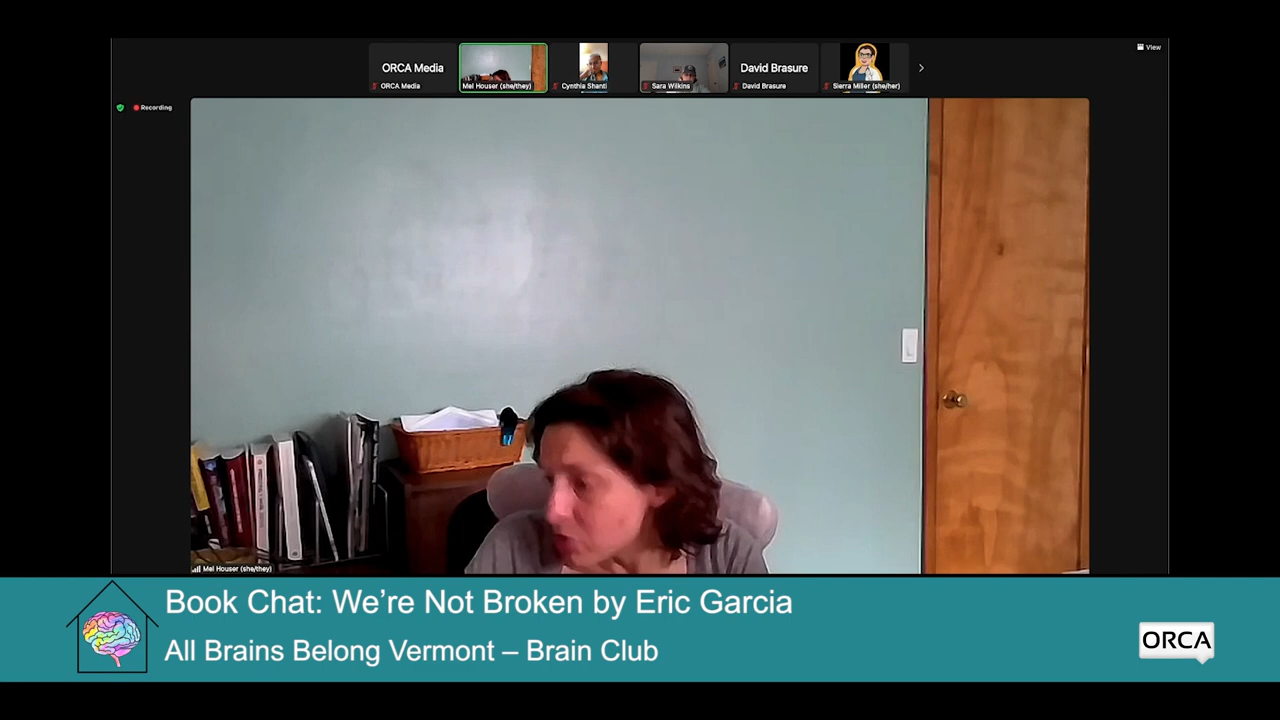 ORCA Media
David Brasure
View
ORCA Media
Mel Houser (she/they)
Cynthia Shanti
Sara Wilkins
David Brasure
Sierra Miller (she/her)
Recording
Mel Houser (she/they)
Book Chat: We’re Not Broken by Eric Garcia
All Brains Belong Vermont – Brain Club
ORCA